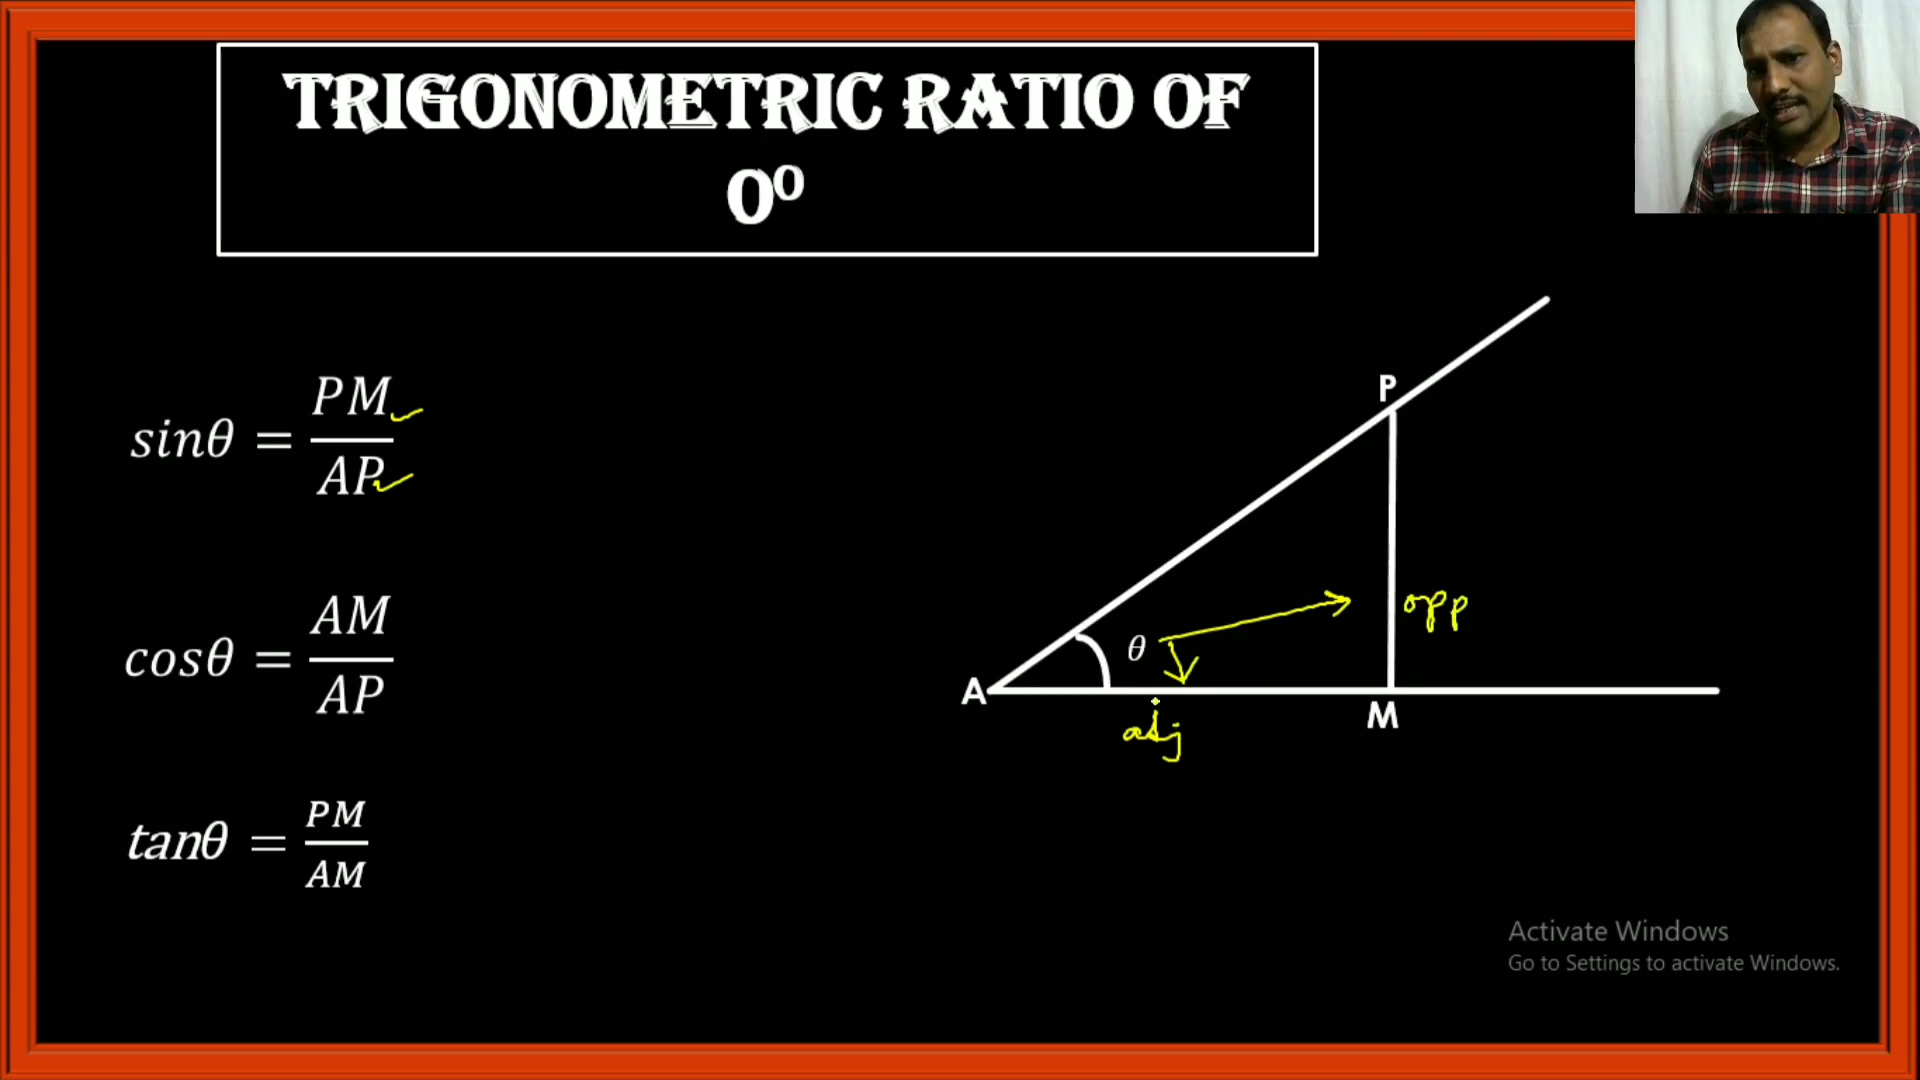 TRIGONOMETRIC RATIO OF
0⁰
sinθ = PM/AP
cosθ = AM/AP
tanθ = PM/AM
P
θ
opp
A
M
adj
Activate Windows
Go to Settings to activate Windows.